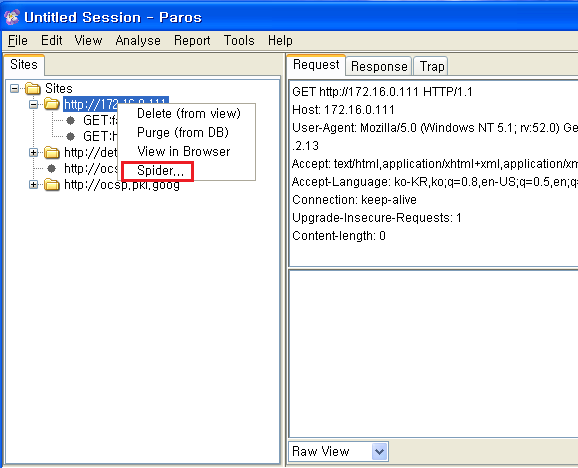 Untitled Session - Paros
File Edit View Analyse Report Tools Help
Sites
Sites
http://172.16.0.111
GET:f
GET:h
http://det
http://ocs
http://ocsp.pki.goog
Delete (from view)
Purge (from DB)
View in Browser
Spider...
Request Response Trap
GET http://172.16.0.111 HTTP/1.1
Host: 172.16.0.111
User-Agent: Mozilla/5.0 (Windows NT 5.1; rv:52.0) Ge
.2.13
Accept: text/html,application/xhtml+xml,application/xm
Accept-Language: ko-KR,ko;q=0.8,en-US;q=0.5,en;q=
Connection: keep-alive
Upgrade-Insecure-Requests: 1
Content-length: 0
Raw View